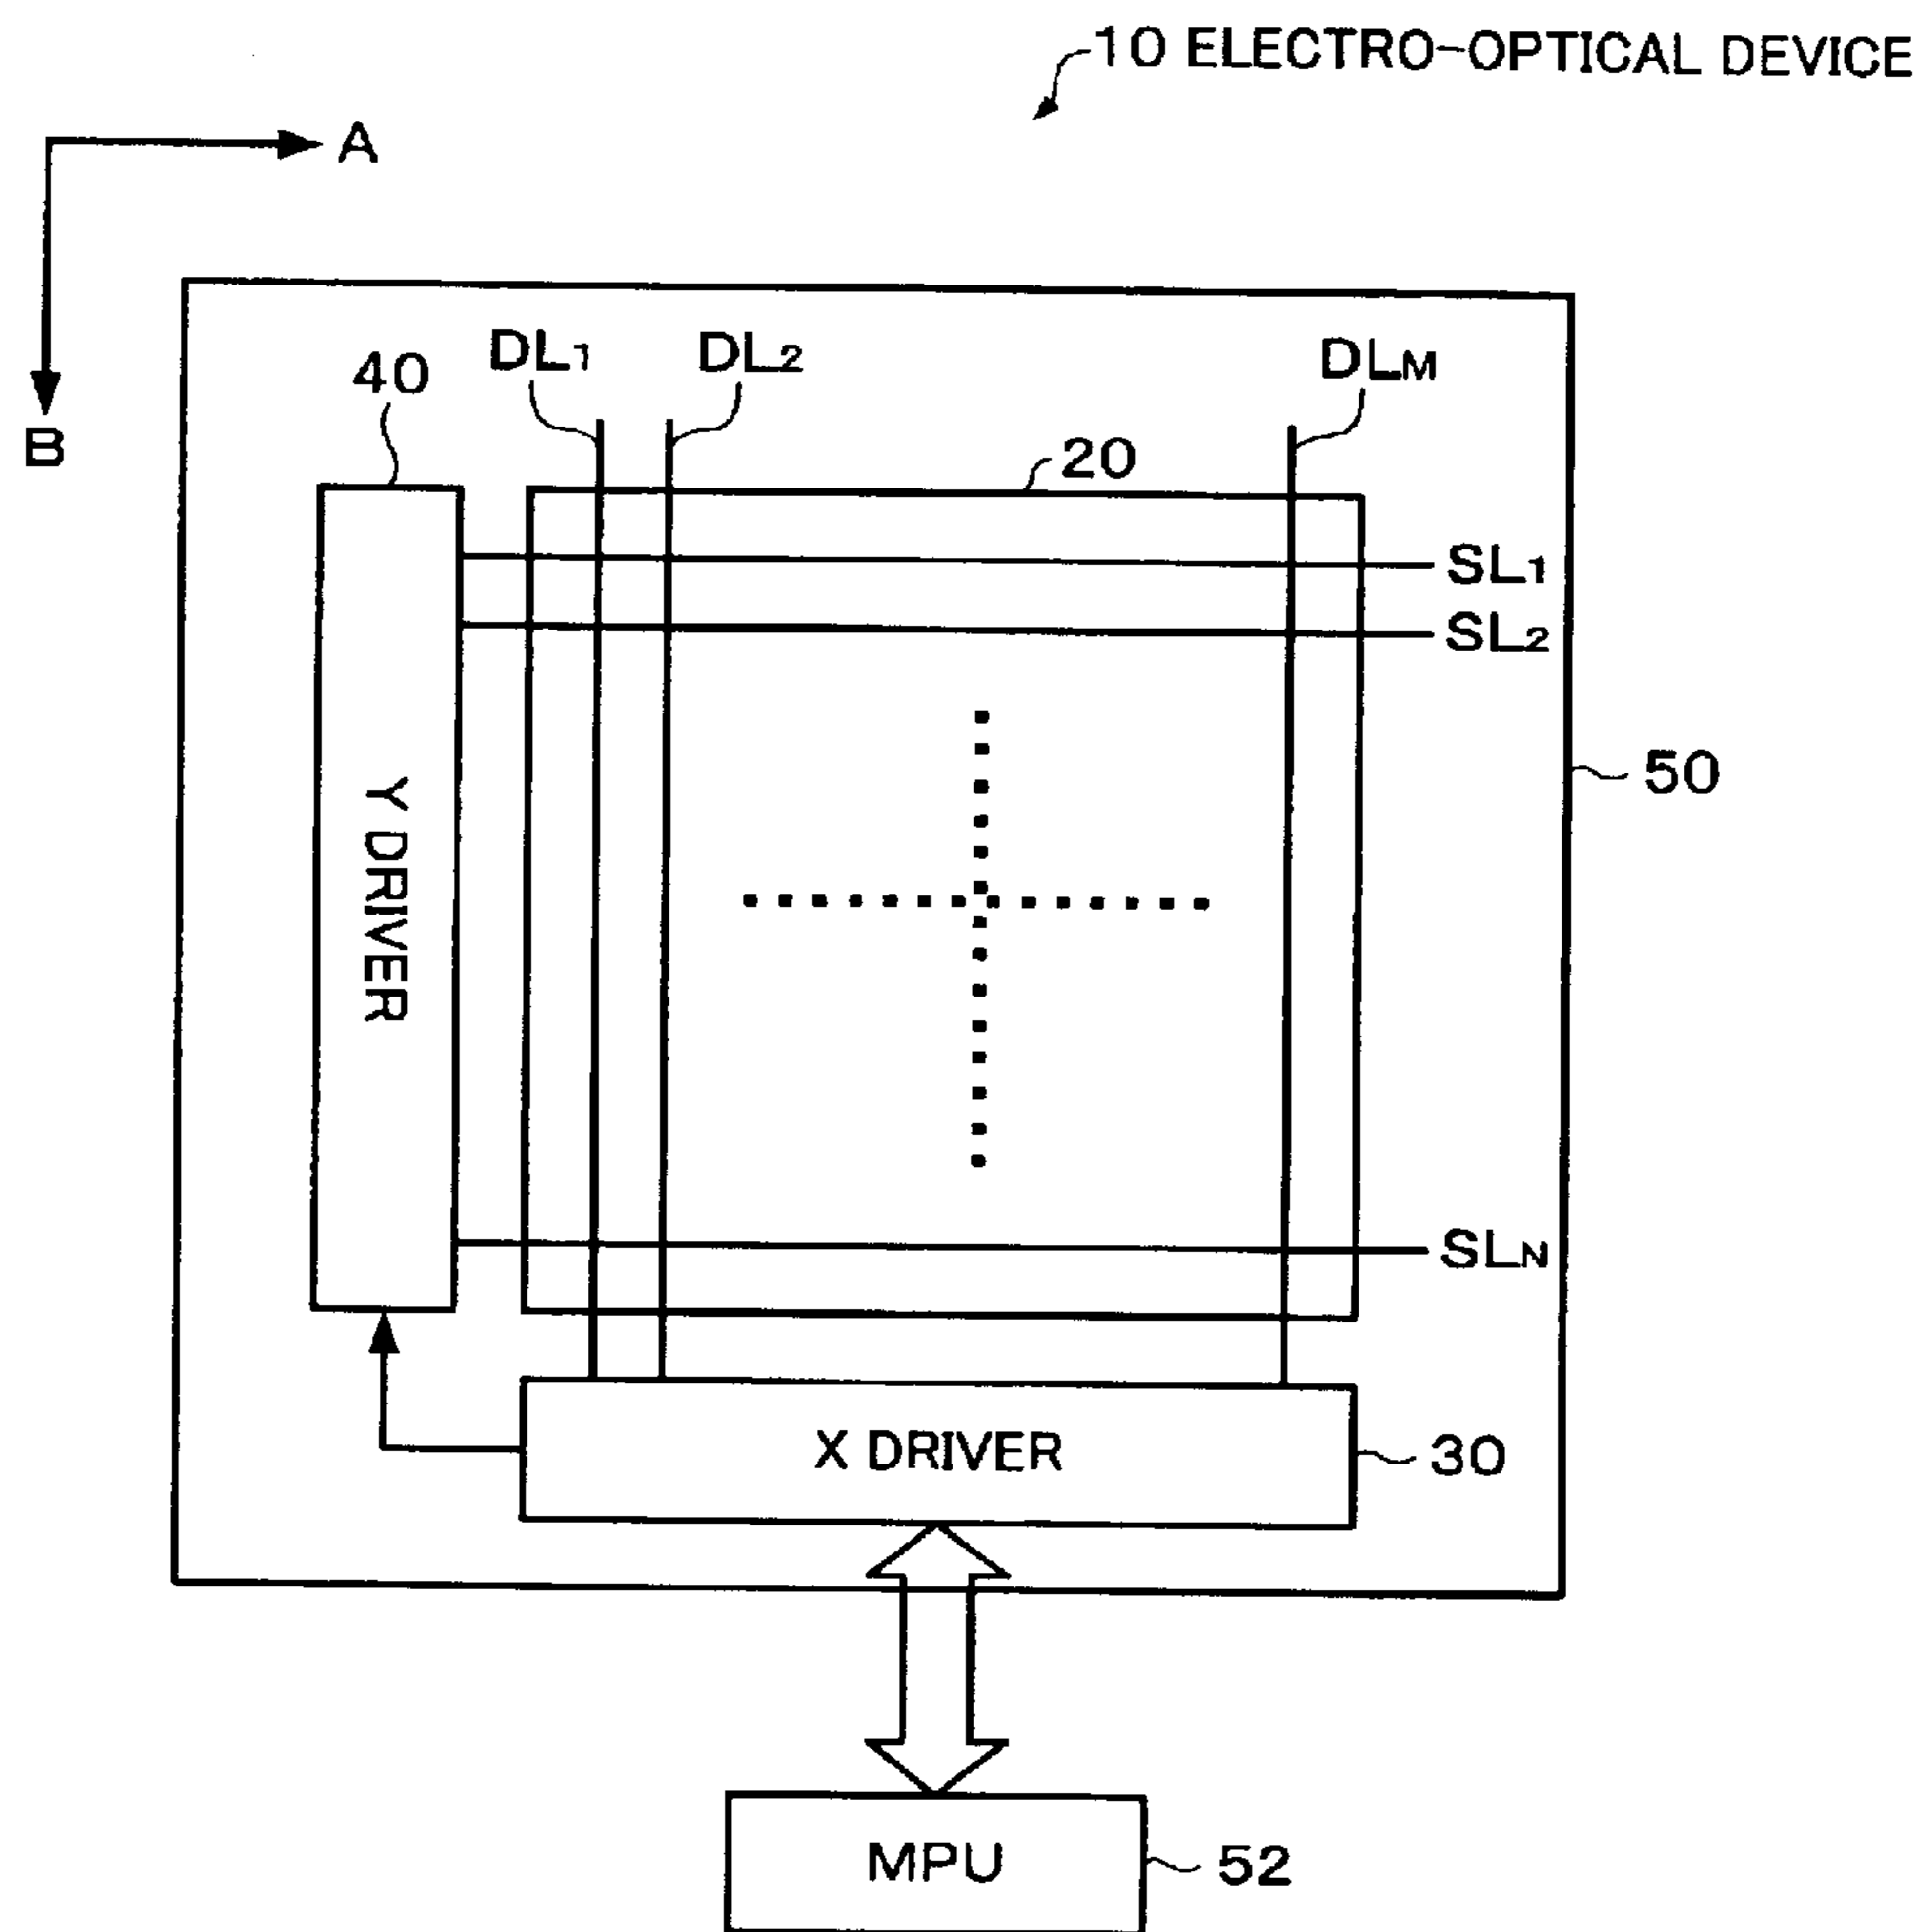 10 ELECTRO-OPTICAL DEVICE
A
B
DL1
DL2
DLM
40
20
SL1
SL2
50
Y DRIVER
SLN
X DRIVER
30
MPU
52